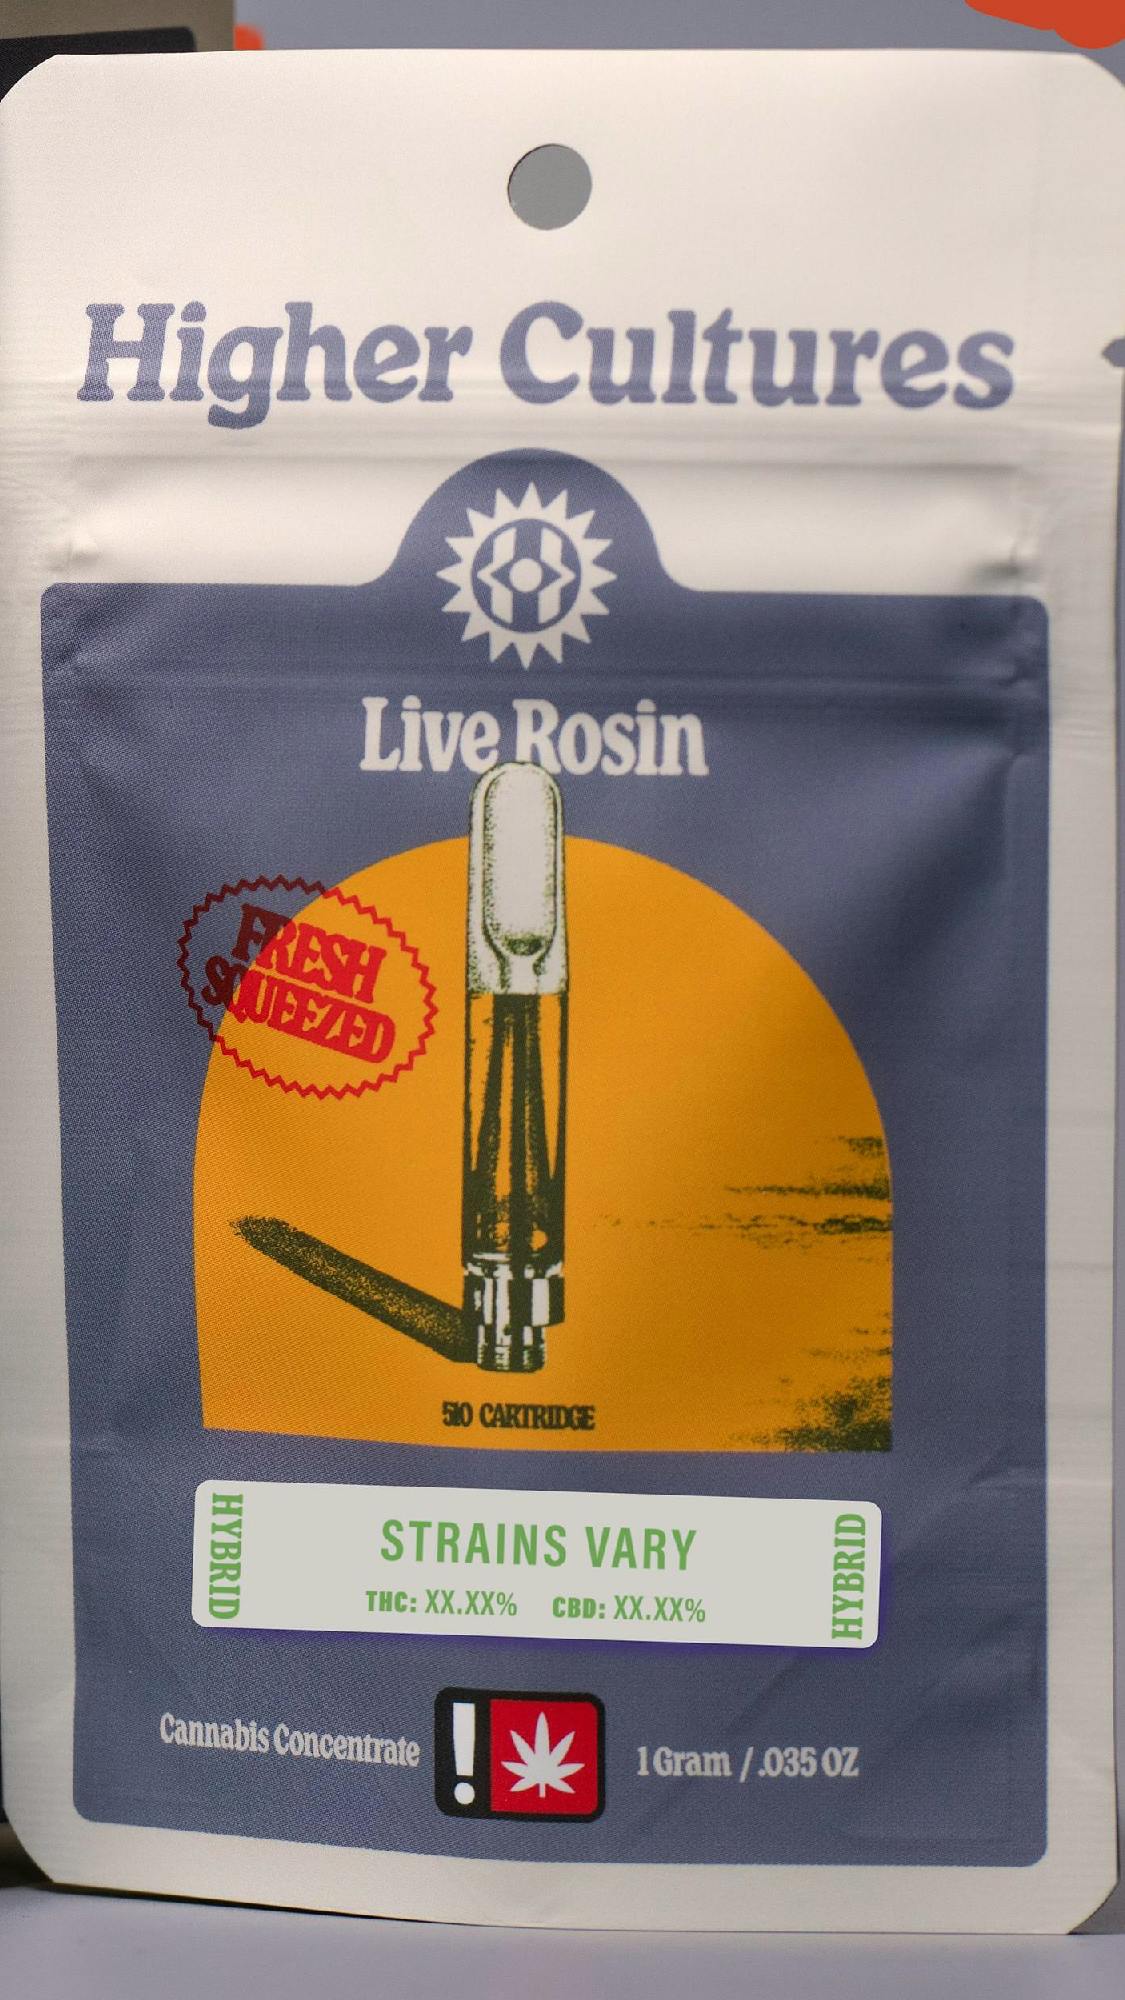 Higher Cultures
Live Rosin
FRESH
SQUEEZED
510 CARTRIDGE
HYBRID
STRAINS VARY
THC: XX.XX% CBD: XX.XX%
HYBRID
Cannabis Concentrate
!
1 Gram / .035 OZ